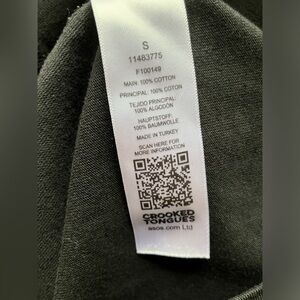 S
11483775
F100149
MAIN: 100% COTTON
PRINCIPAL: 100% COTON
TEJIDO PRINCIPAL:
100% ALGODÓN
HAUPTSTOFF:
100% BAUMWOLLE
MADE IN TURKEY
SCAN HERE FOR
MORE INFORMATION
CROOKED
TONGUES
asos.com Ltd